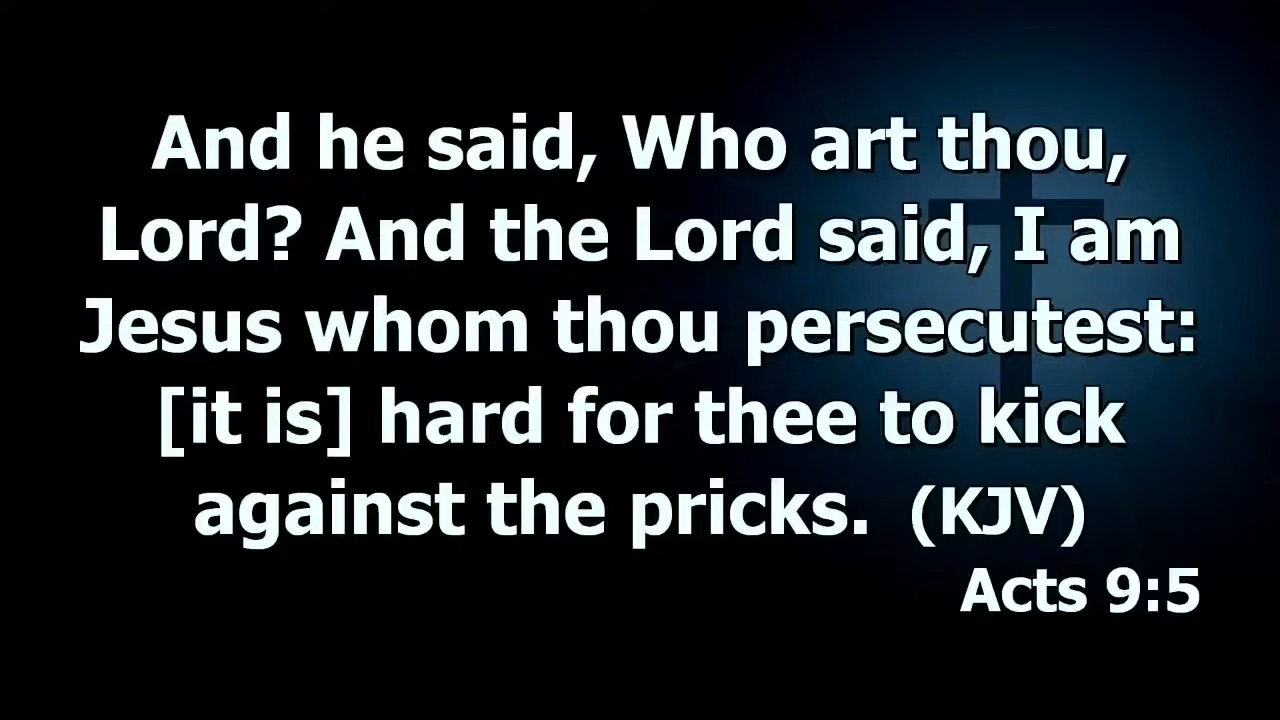 And he said, Who art thou,
Lord? And the Lord said, I am
Jesus whom thou persecutest:
[it is] hard for thee to kick
against the pricks. (KJV)
Acts 9:5